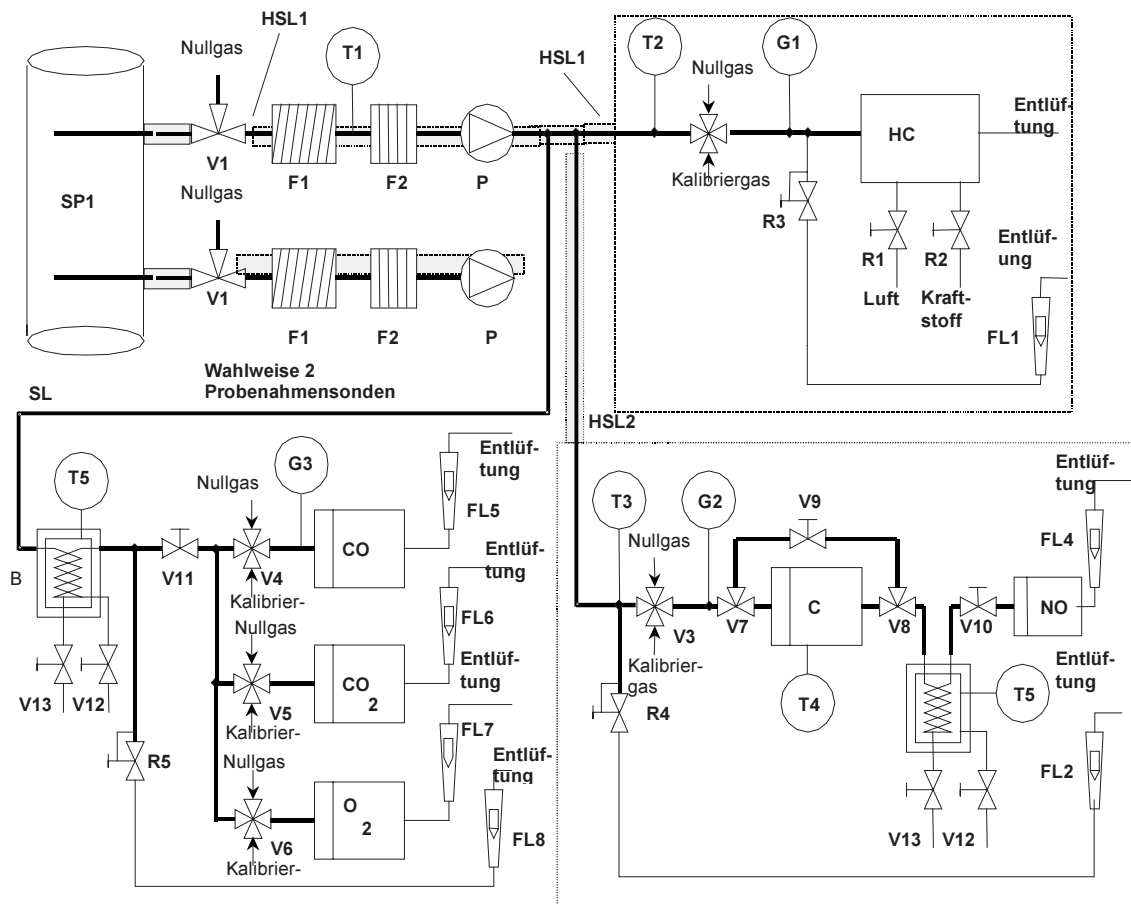 HSL1
Nullgas
T1
V1
F1
F2
P
SP1
Nullgas
V1
F1
F2
P
Wahlweise 2
Probenahmensonden
SL
HSL1
T2
G1
Nullgas
Kalibriergas
HC
Entlüf-
tung
R3
R1
R2
Luft
Kraft-
stoff
Entlüf-
ung
FL1
HSL2
T5
B
V13
V12
R5
V11
G3
Nullgas
V4
Kalibrier-
CO
Entlüf-
tung
FL5
Nullgas
V5
Kalibrier-
CO
2
Entlüf-
tung
FL6
Nullgas
V6
Kalibrier-
O
2
Entlüf-
tung
FL7
Entlüf-
tung
FL8
T3
G2
V9
Nullgas
V3
Kalibrier-
gas
R4
V7
C
T4
V8
V10
NO
Entlüf-
tung
FL4
T5
V13
V12
Entlüf-
tung
FL2